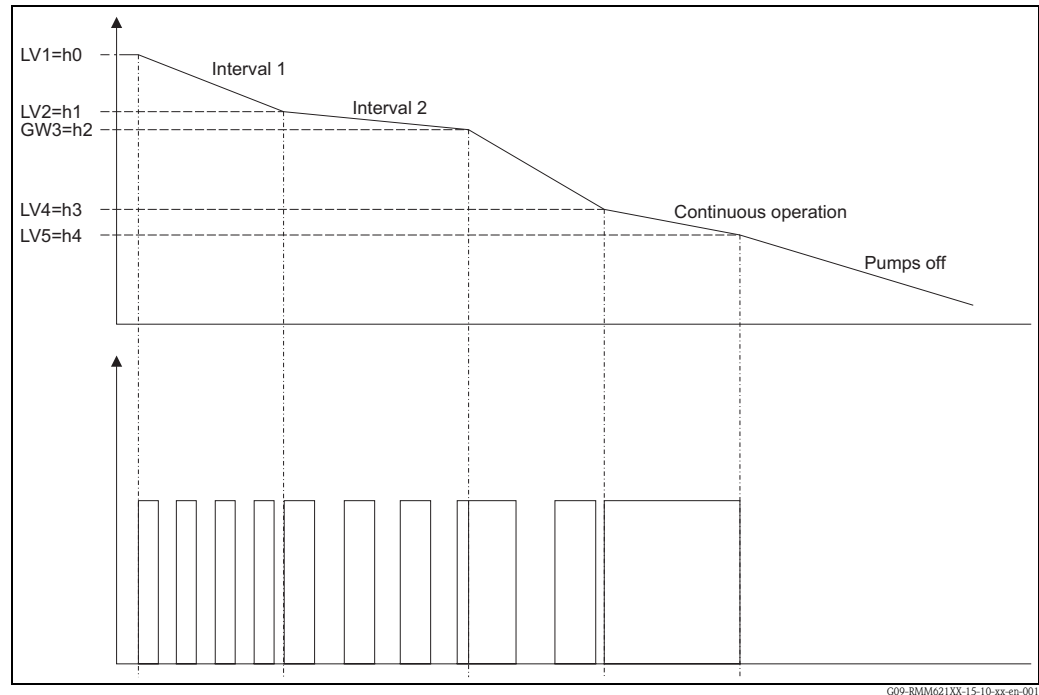 LV1=h0
Interval 1
LV2=h1
Interval 2
GW3=h2
LV4=h3
Continuous operation
LV5=h4
Pumps off
G09-RMM621XX-15-10-xx-en-001